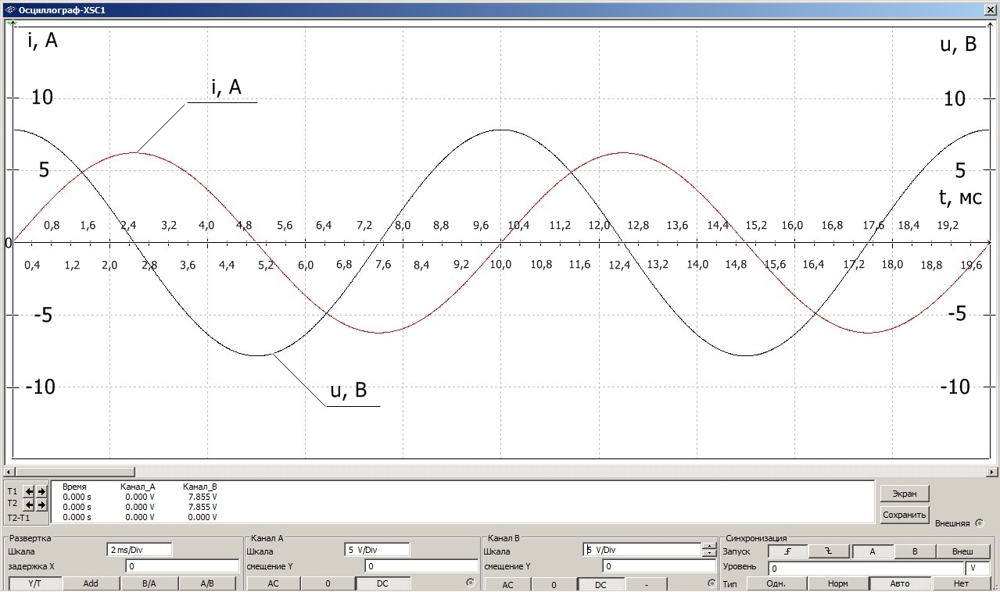 Осциллограф-XSC1
i, A
u, B
i, A
10
10
5
5
t, мс
0,8 1,6 2,4 3,2 4,0 4,8 5,6 6,4 7,2 8,0 8,8 9,6 10,4 11,2 12,0 12,8 13,6 14,4 15,2 16,0 16,8 17,6 18,4 19,2
0
0,4 1,2 2,0 2,8 3,6 4,4 5,2 6,0 6,8 7,6 8,4 9,2 10,0 10,8 11,6 12,4 13,2 14,0 14,8 15,6 16,4 17,2 18,0 18,8 19,6
-5
-5
-10
u, B
-10
T1
T2
T2-T1
Время Канал_A Канал_B
0.000 s 0.000 V 7.855 V
0.000 s 0.000 V 7.855 V
0.000 s 0.000 V 0.000 V
Экран
Сохранить
Внешняя
Развертка
Шкала 2 ms/Div
задержка X 0
Y/T Add B/A A/B
Канал A
Шкала 5 V/Div
смещение Y 0
AC 0 DC
Канал B
Шкала 5 V/Div
смещение Y 0
AC 0 DC -
Синхронизация
Запуск A B Внеш
Уровень 0 V
Тип Одн. Норм Авто Нет